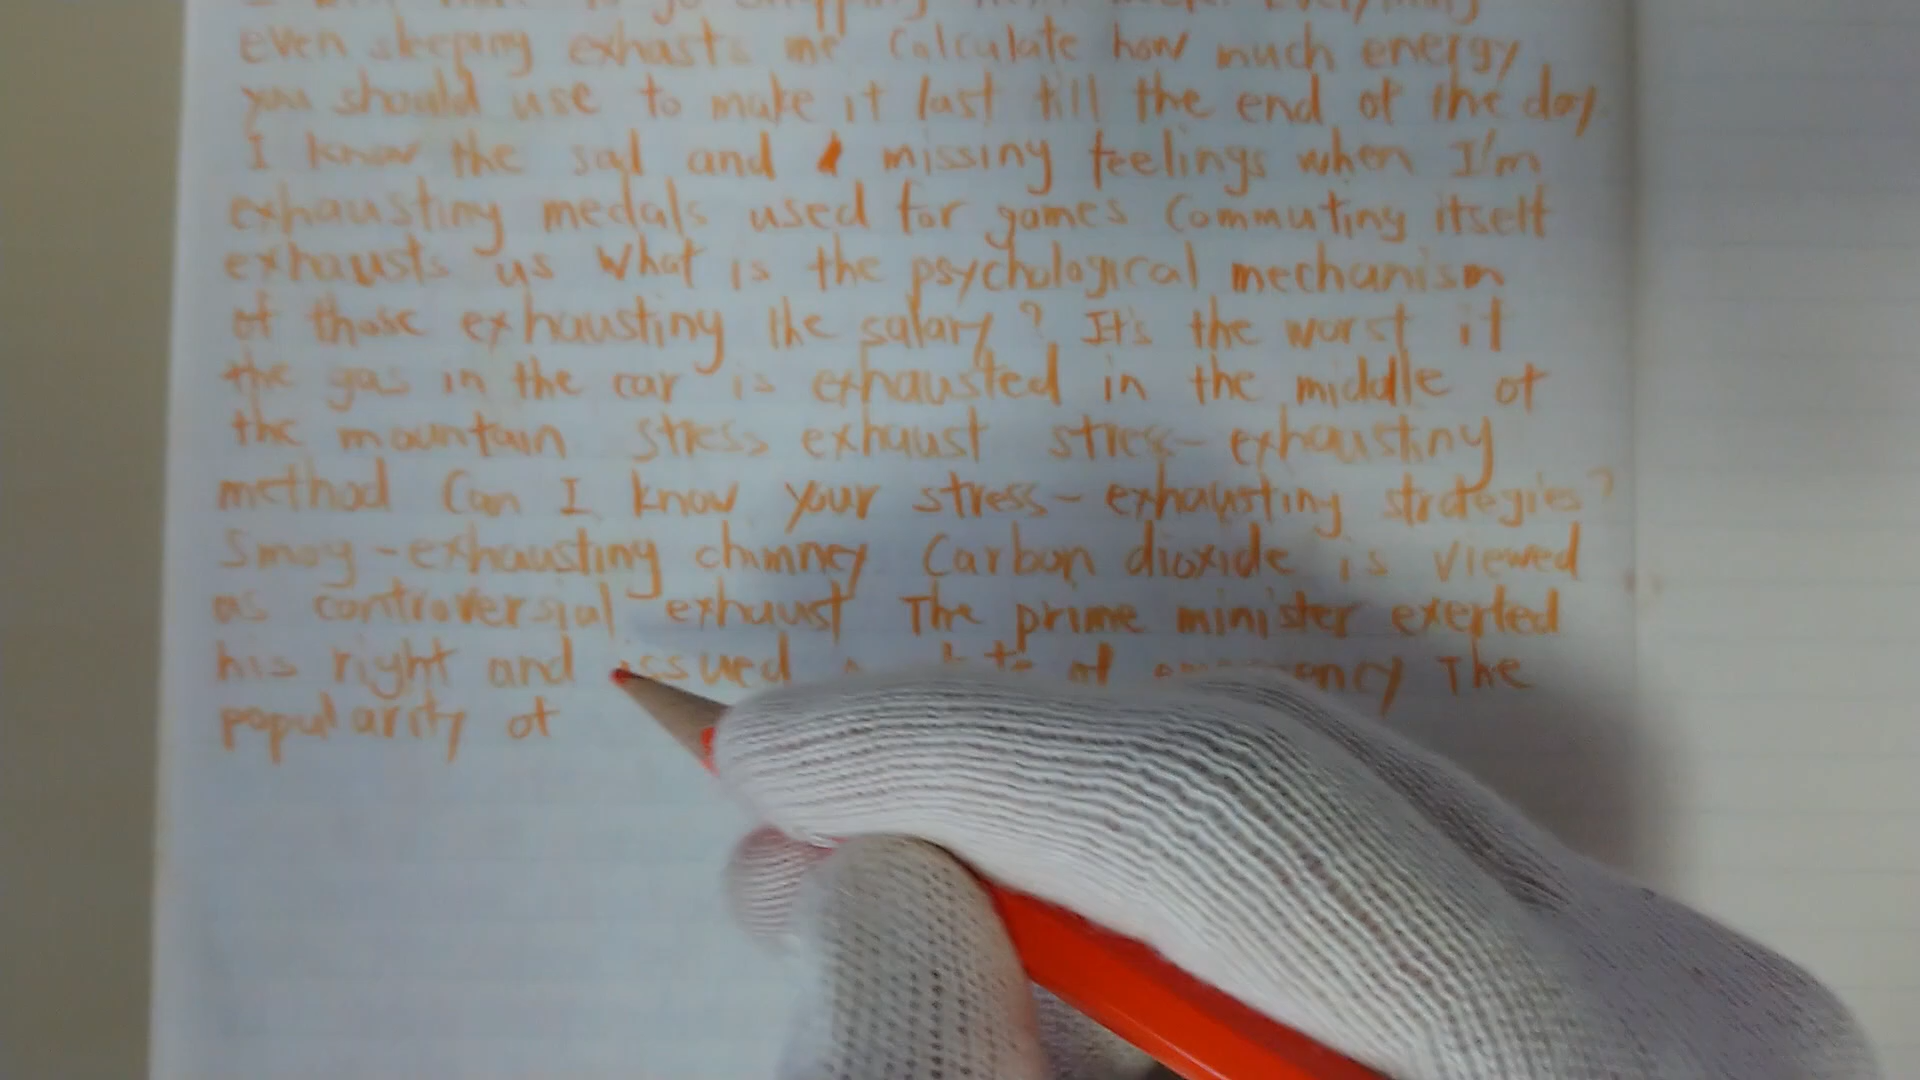 even sleeping exhasts me Calculate how much energy
you should use to make it last till the end of the day
I know the sad and missing feelings when I'm
exhausting medals used for games Commuting itself
exhausts us What is the psychological mechanism
of those exhausting the salary? It's the worst if
the gas in the car is exhausted in the middle of
the mountain Stress exhaust stress-exhausting
method Can I know your stress-exhausting strategies?
Smog-exhausting chimney Carbon dioxide is viewed
as controversial exhaust The prime minister exerted
his right and issued of The
popularity of